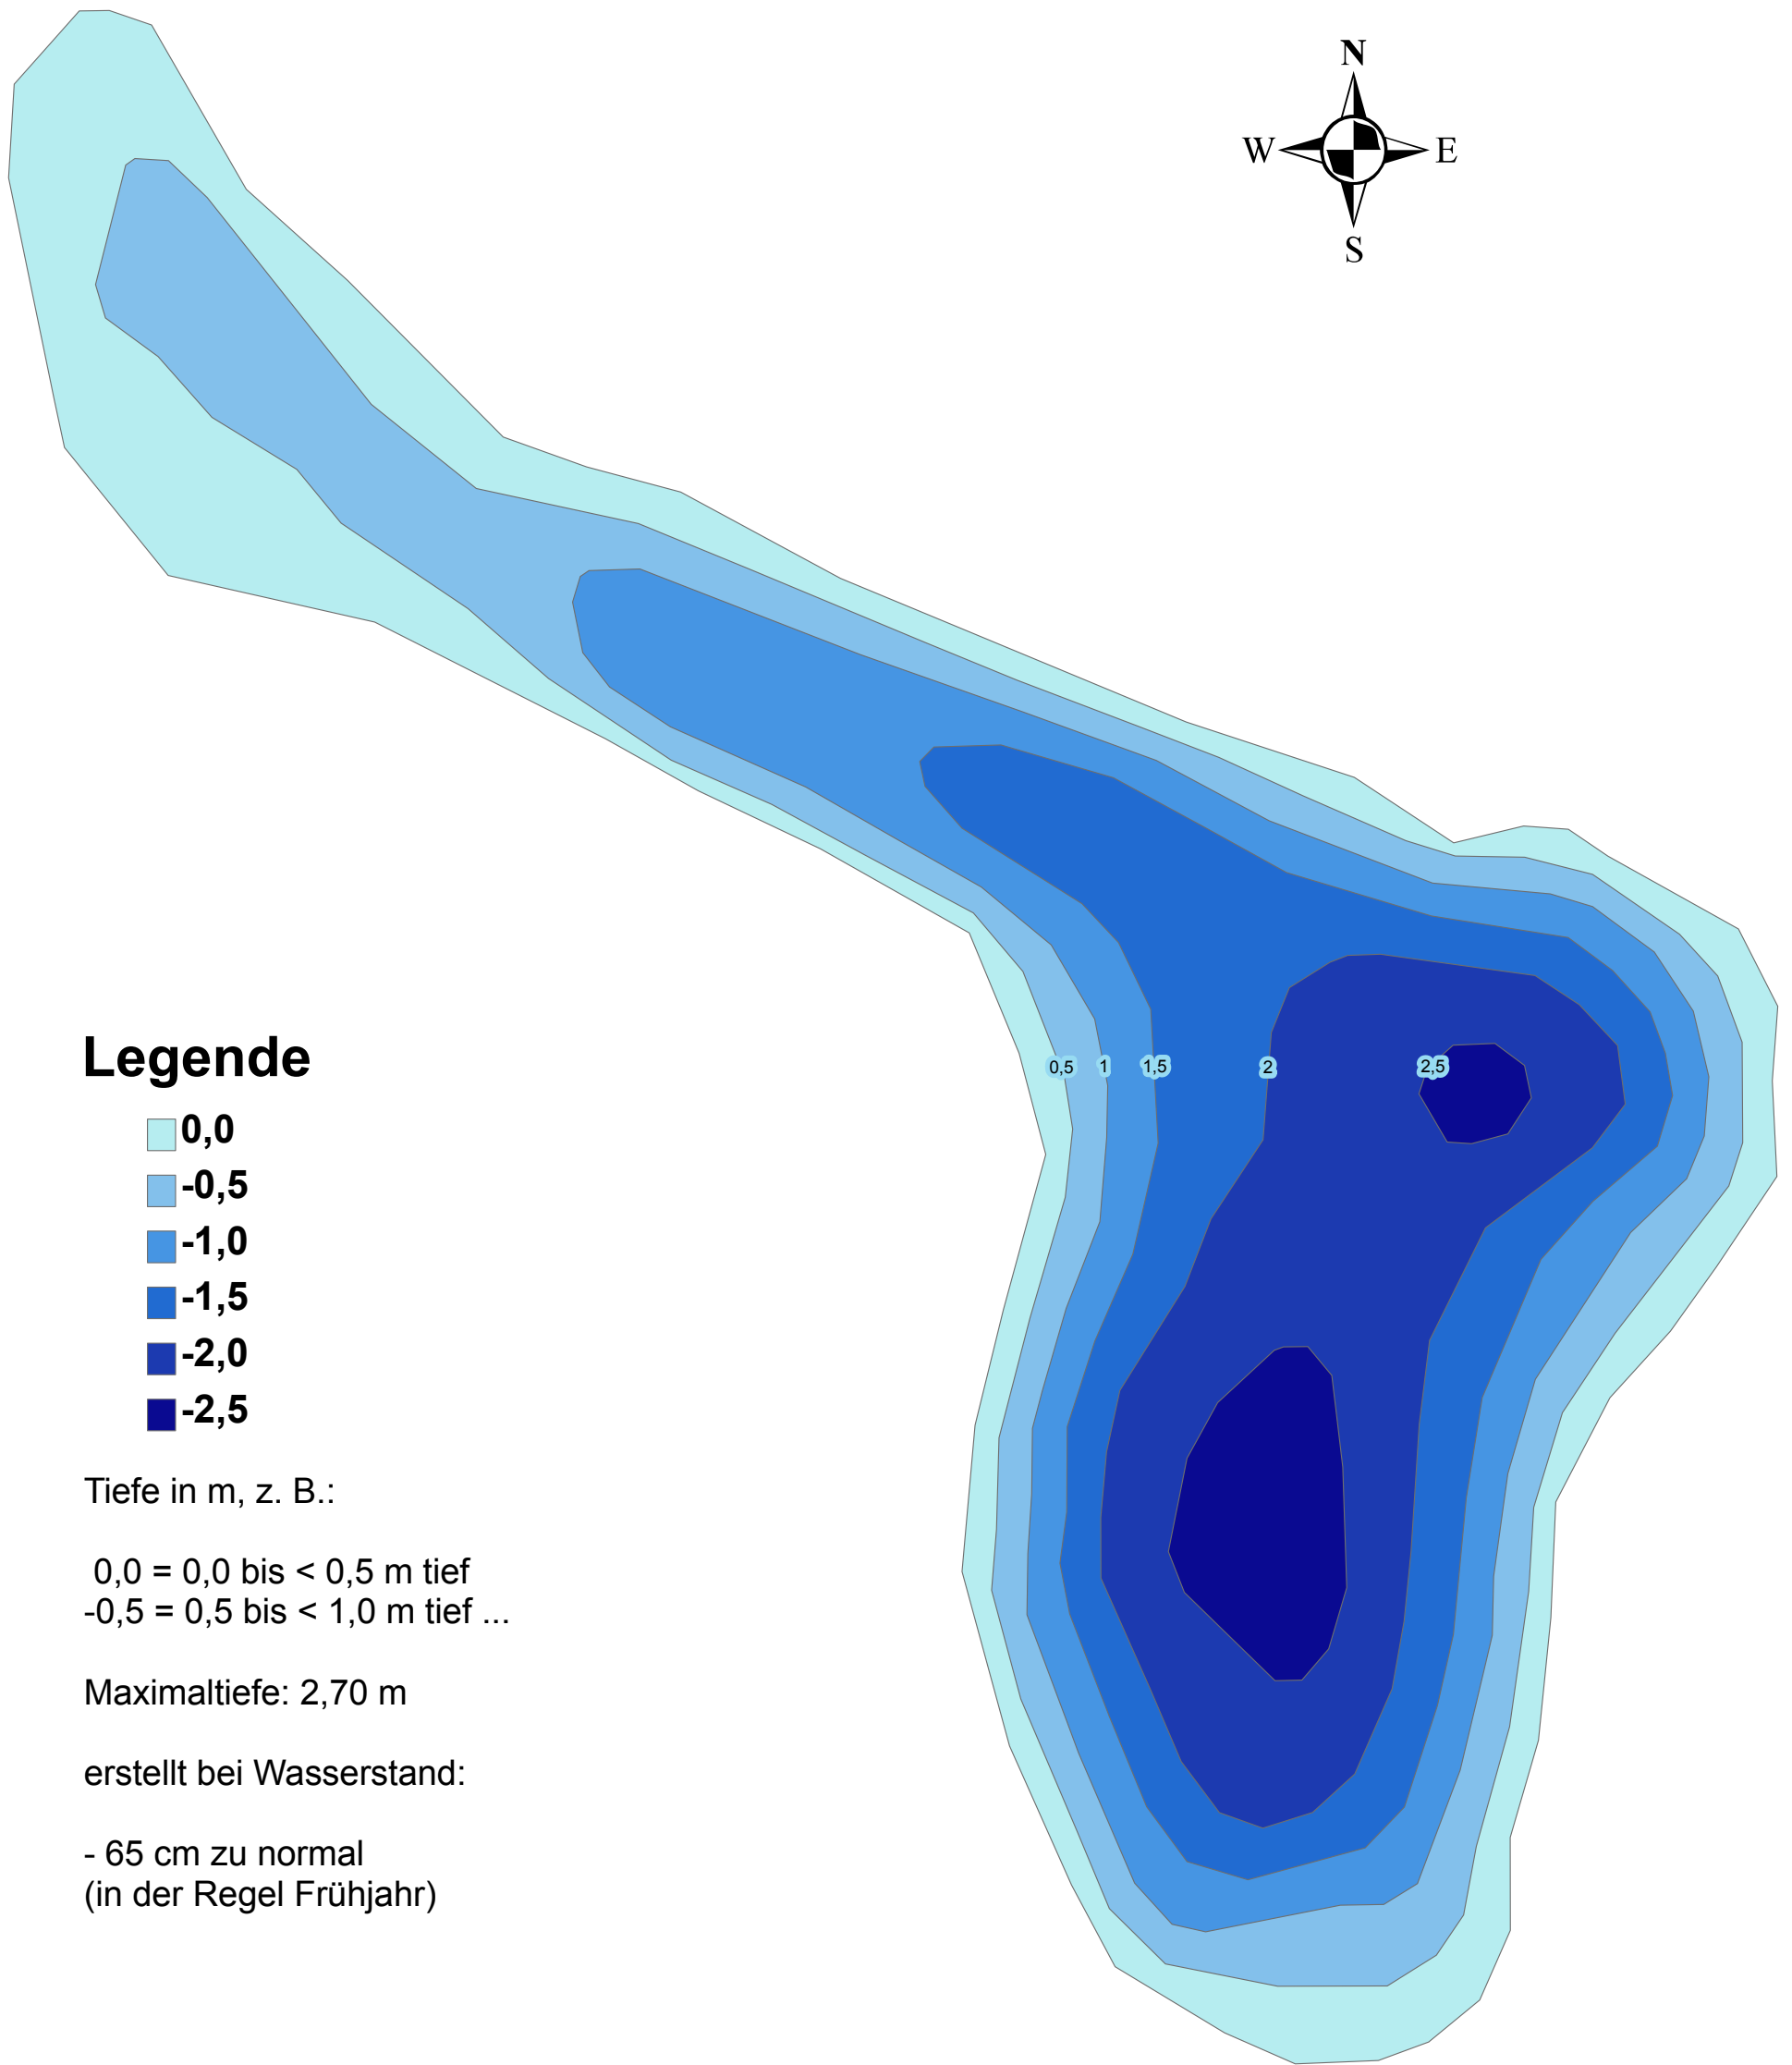 N
W E
S
0,5 1 1,5 2 2,5
Legende
0,0
-0,5
-1,0
-1,5
-2,0
-2,5
Tiefe in m, z. B.:
0,0 = 0,0 bis < 0,5 m tief
-0,5 = 0,5 bis < 1,0 m tief ...
Maximaltiefe: 2,70 m
erstellt bei Wasserstand:
- 65 cm zu normal
(in der Regel Frühjahr)